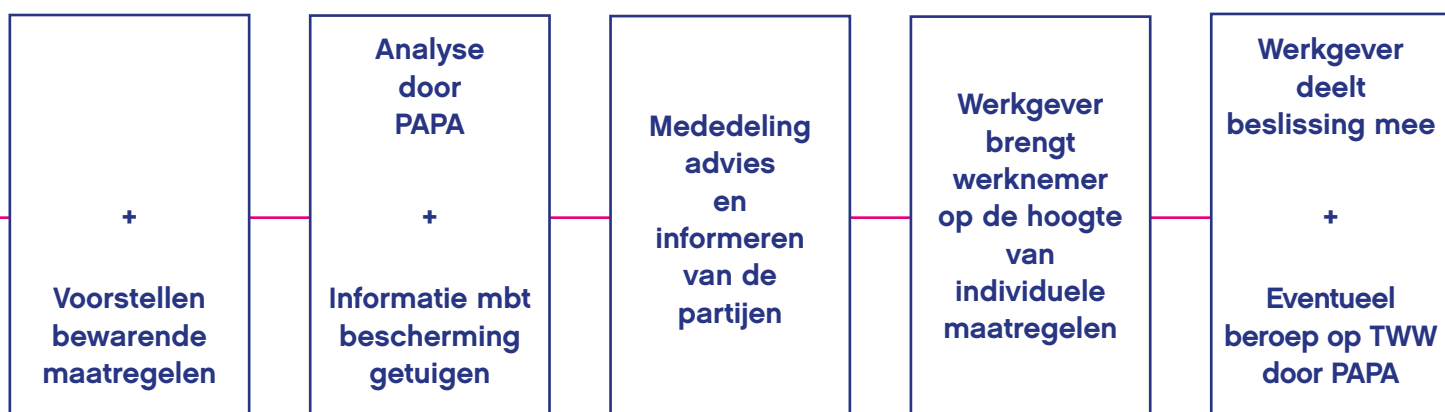 +
Voorstellen
bewarende
maatregelen
Analyse
door
PAPA
+
Informatie mbt
bescherming
getuigen
Mededeling
advies
en
informeren
van de
partijen
Werkgever
brengt
werknemer
op de hoogte
van
individuele
maatregelen
Werkgever
deelt
beslissing mee
+
Eventueel
beroep op TWW
door PAPA